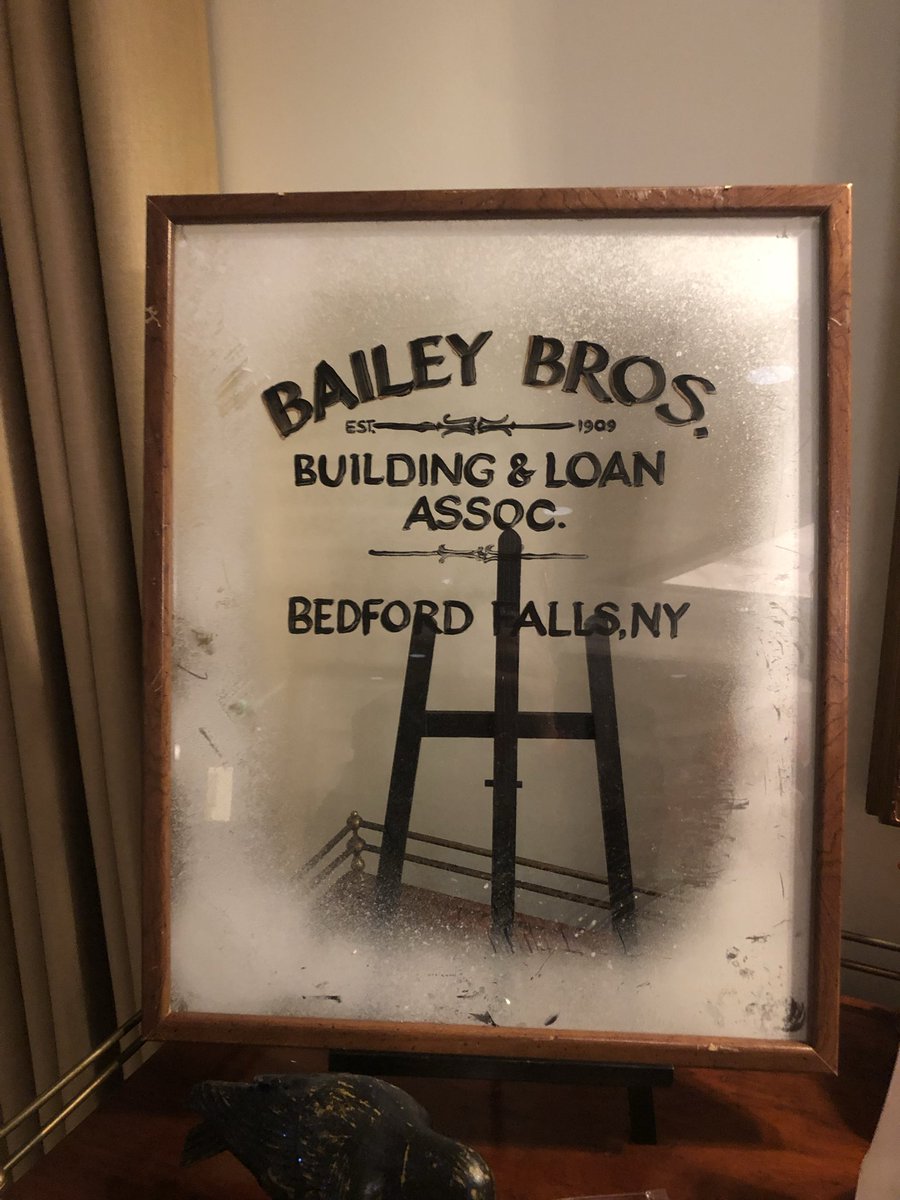 BAILEY BROS.
EST. 1909
BUILDING & LOAN
ASSOC.
BEDFORD FALLS, NY